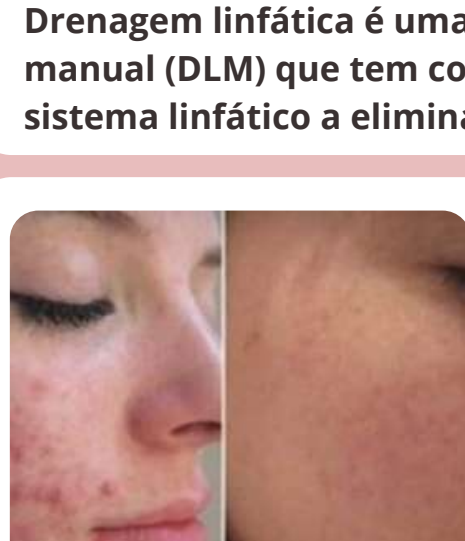 Drenagem linfática é uma
manual (DLM) que tem co
sistema linfático a elimina